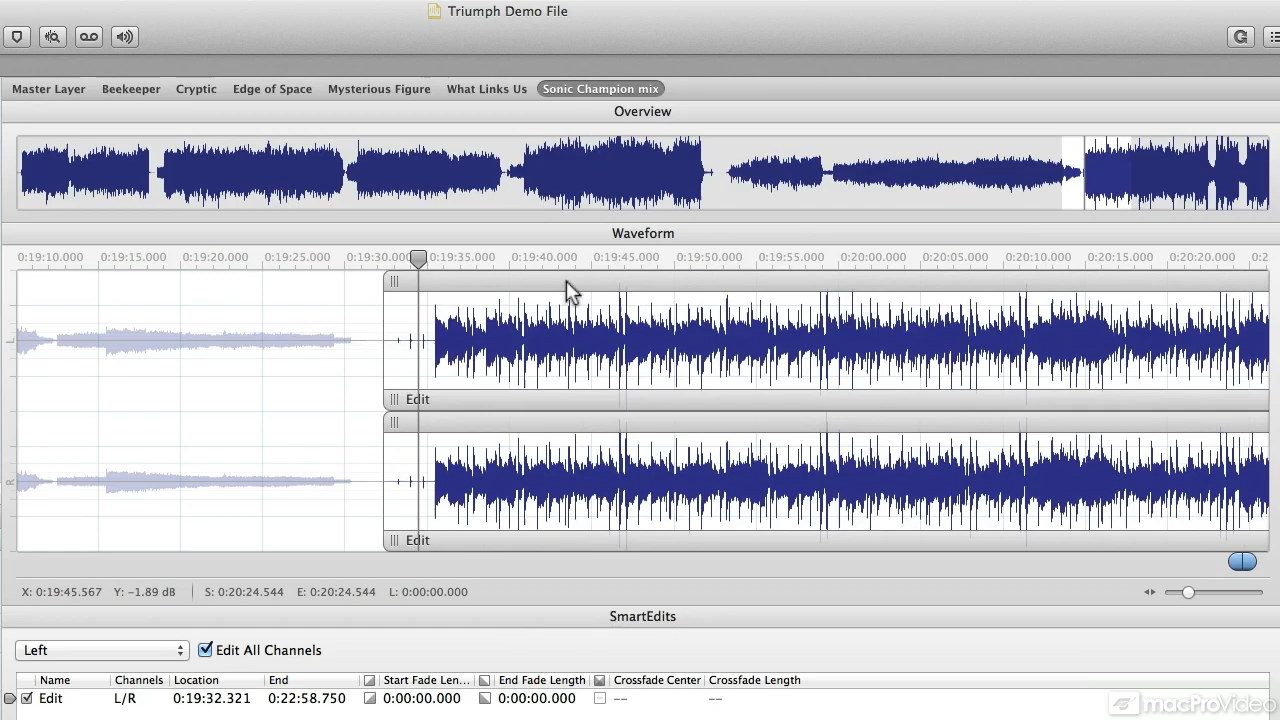 Triumph Demo File
Master Layer Beekeeper Cryptic Edge of Space Mysterious Figure What Links Us Sonic Champion mix
Overview
Waveform
0:19:10.000 0:19:15.000 0:19:20.000 0:19:25.000 0:19:30.000 0:19:35.000 0:19:40.000 0:19:45.000 0:19:50.000 0:19:55.000 0:20:00.000 0:20:05.000 0:20:10.000 0:20:15.000 0:20:20.000 0:2
L
Edit
R
Edit
X: 0:19:45.567 Y: -1.89 dB S: 0:20:24.544 E: 0:20:24.544 L: 0:00:00.000
SmartEdits
Left Edit All Channels
Name Channels Location End Start Fade Len... End Fade Length Crossfade Center Crossfade Length
Edit L/R 0:19:32.321 0:22:58.750 0:00:00.000 0:00:00.000 -- --
macProVideo